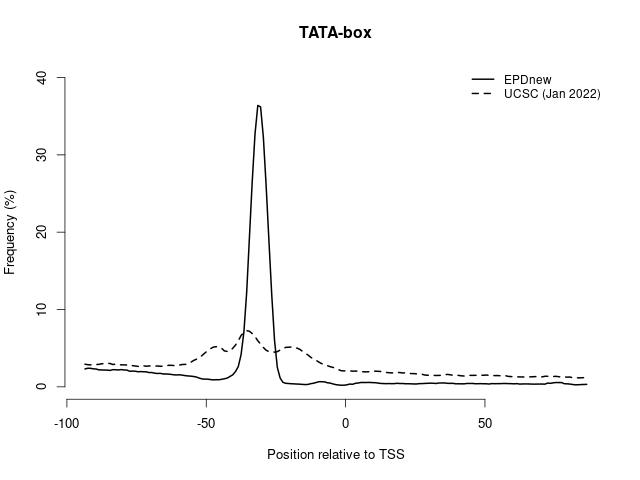 TATA-box
EPDnew
UCSC (Jan 2022)
40
30
20
10
0
Frequency (%)
-100
-50
0
50
Position relative to TSS